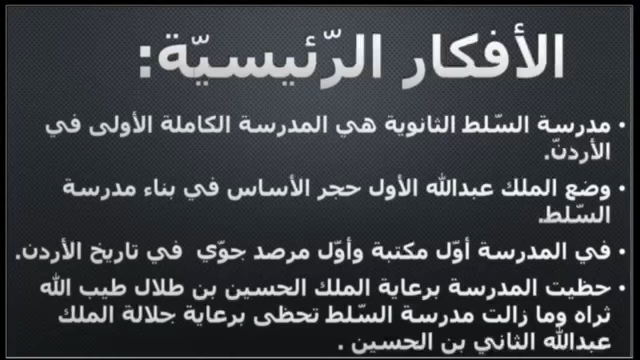 الأفكار الرّئيسيّة:
• مدرسة السّلط الثانوية هي المدرسة الكاملة الأولى في
الأردنّ.
• وضع الملك عبدالله الأول حجر الأساس في بناء مدرسة
السّلط.
• في المدرسة أوّل مكتبة وأوّل مرصد جوّي في تاريخ الأردن.
• حظيت المدرسة برعاية الملك الحسين بن طلال طيب الله
ثراه وما زالت مدرسة السّلط تحظى برعاية جلالة الملك
عبدالله الثاني بن الحسين .